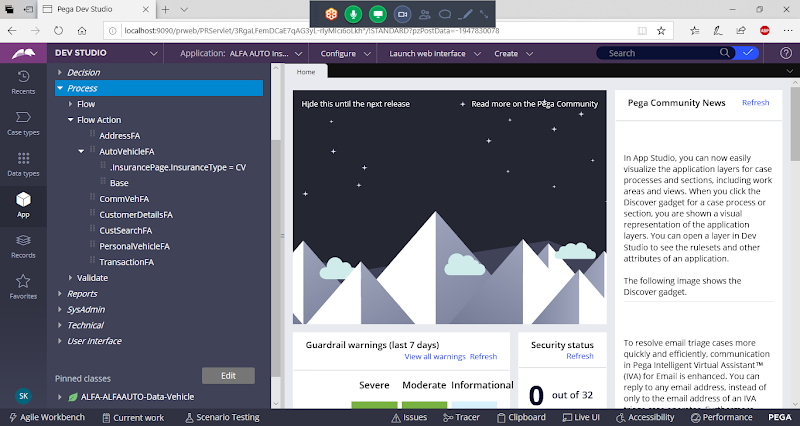 Pega Dev Studio
localhost:9090/prweb/PRServlet/
DEV STUDIO
Application: ALFA AUTO Ins...
Configure
Launch web interface
Create
Search
Recents
Case types
Data types
App
Records
Favorites
SK
Decision
Process
Flow
Flow Action
AddressFA
AutoVehicleFA
.InsurancePage.InsuranceType = CV
Base
CommVehFA
CustomerDetailsFA
CustSearchFA
PersonalVehicleFA
TransactionFA
Validate
Reports
SysAdmin
Technical
User Interface
Pinned classes
Edit
ALFA-ALFAAUTO-Data-Vehicle
Home
Hide this until the next release
Read more on the Pega Community
Guardrail warnings (last 7 days)
View all warnings Refresh
Severe Moderate Informational
Security status
Refresh
0 out of 32
Pega Community News
Refresh
In App Studio, you can now easily
visualize the application layers for case
processes and sections, including work
areas and views. When you click the
Discover gadget for a case process or
section, you are shown a visual
representation of the application
layers. You can open a layer in Dev
Studio to see the rulesets and other
attributes of an application.
The following image shows the
Discover gadget.
To resolve email triage cases more
quickly and efficiently, communication
in Pega Intelligent Virtual Assistant™
(IVA) for Email is enhanced. You can
reply to any email address, instead of
only to the email address of an IVA
Agile Workbench
Current work
Scenario Testing
Issues
Tracer
Clipboard
Live UI
Accessibility
Performance
PEGA